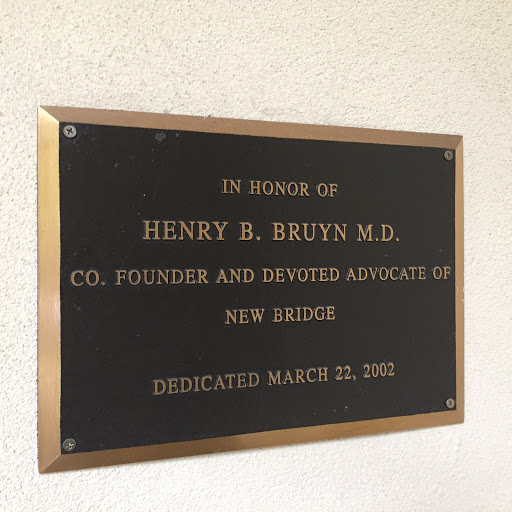 IN HONOR OF
HENRY B. BRUYN M.D.
CO. FOUNDER AND DEVOTED ADVOCATE OF
NEW BRIDGE
DEDICATED MARCH 22, 2002